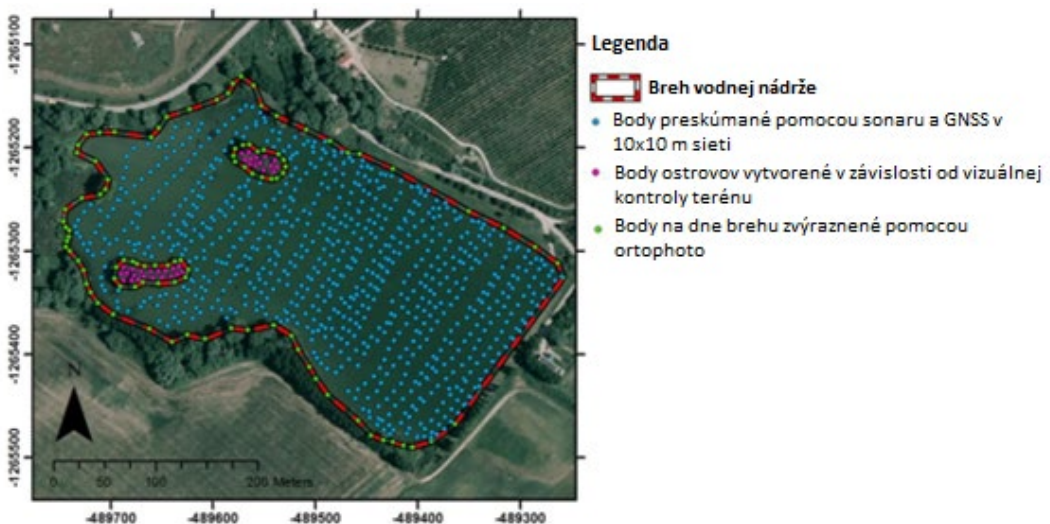 -1265100
-1265200
-1265300
-1265400
-1265500
N
0 50 100 200 Meters
-489700 -489600 -489500 -489400 -489300
Legenda
Breh vodnej nádrže
Body preskúmané pomocou sonaru a GNSS v
10x10 m sieti
Body ostrovov vytvorené v závislosti od vizuálnej
kontroly terénu
Body na dne brehu zvýraznené pomocou
ortophoto